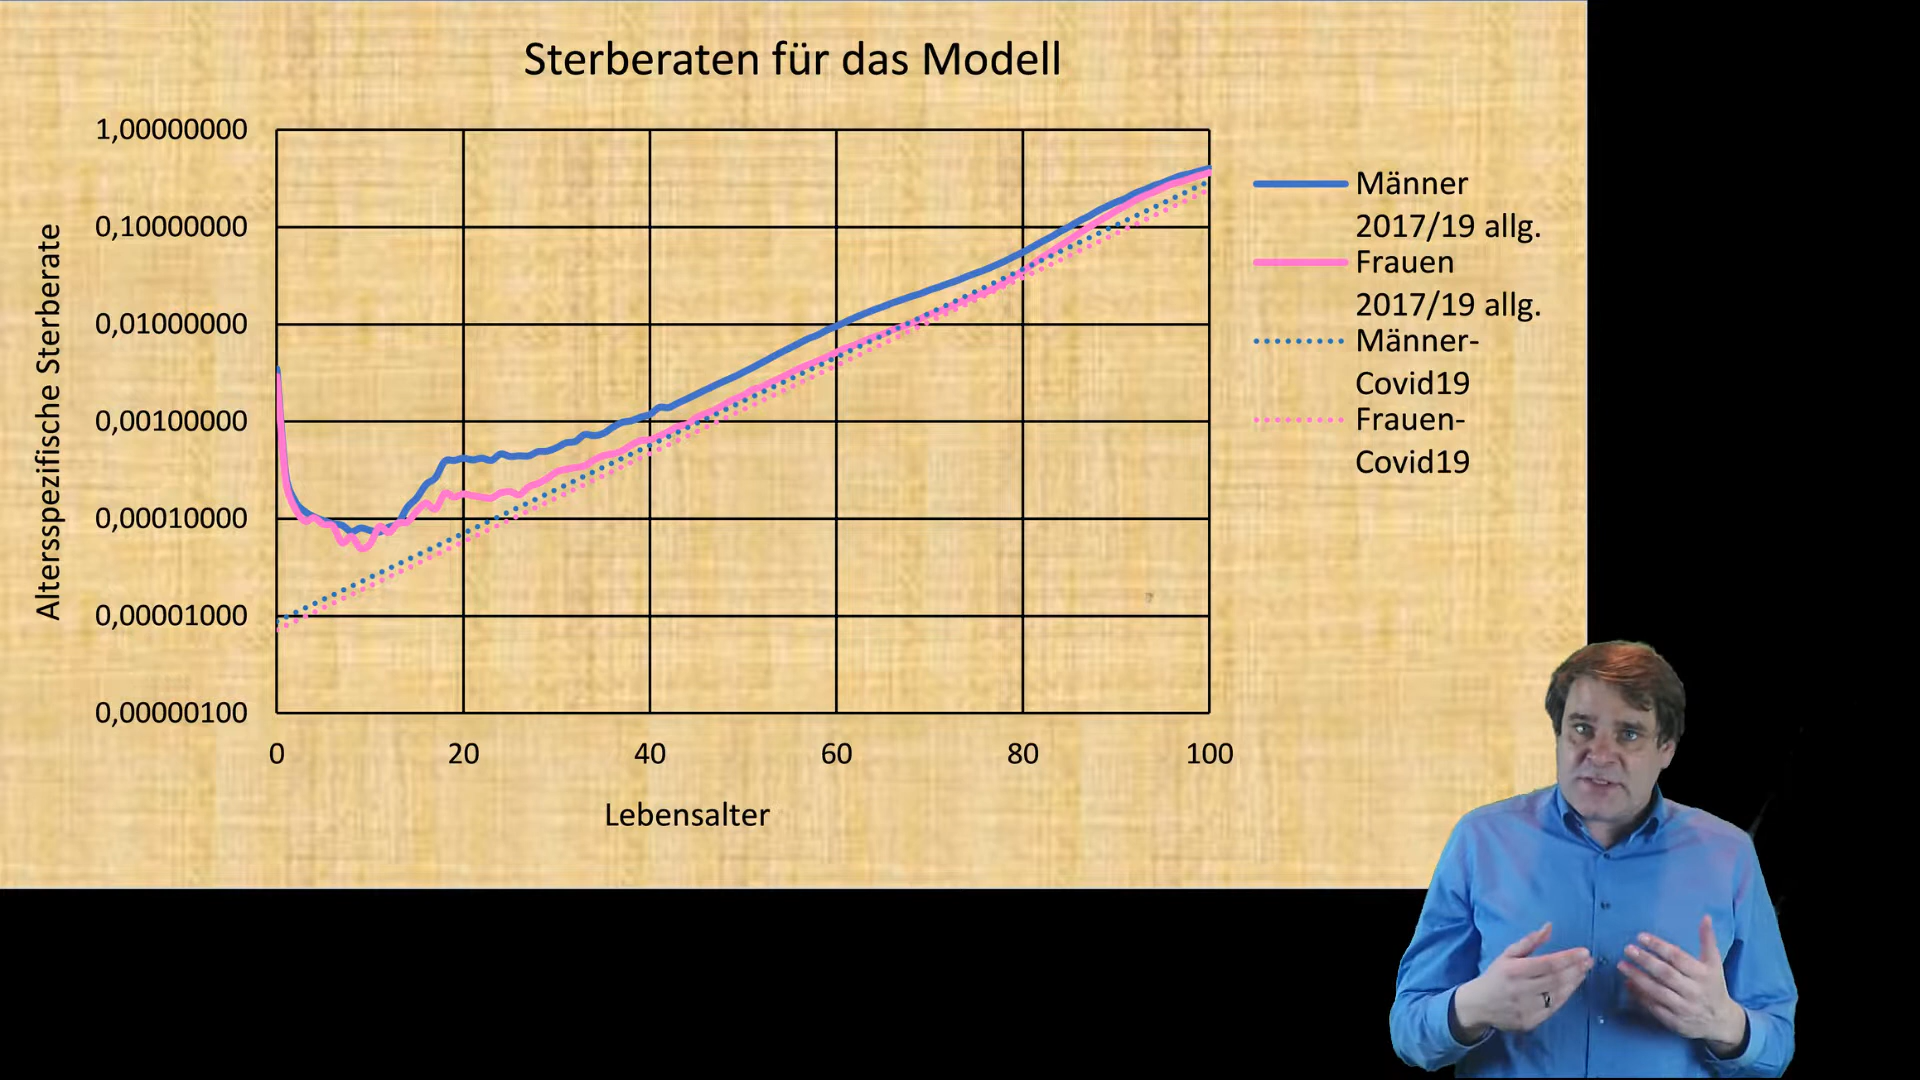 Sterberaten für das Modell
1,00000000
0,10000000
0,01000000
0,00100000
0,00010000
0,00001000
0,00000100
Altersspezifische Sterberate
0 20 40 60 80 100
Lebensalter
Männer
2017/19 allg.
Frauen
2017/19 allg.
Männer-
Covid19
Frauen-
Covid19